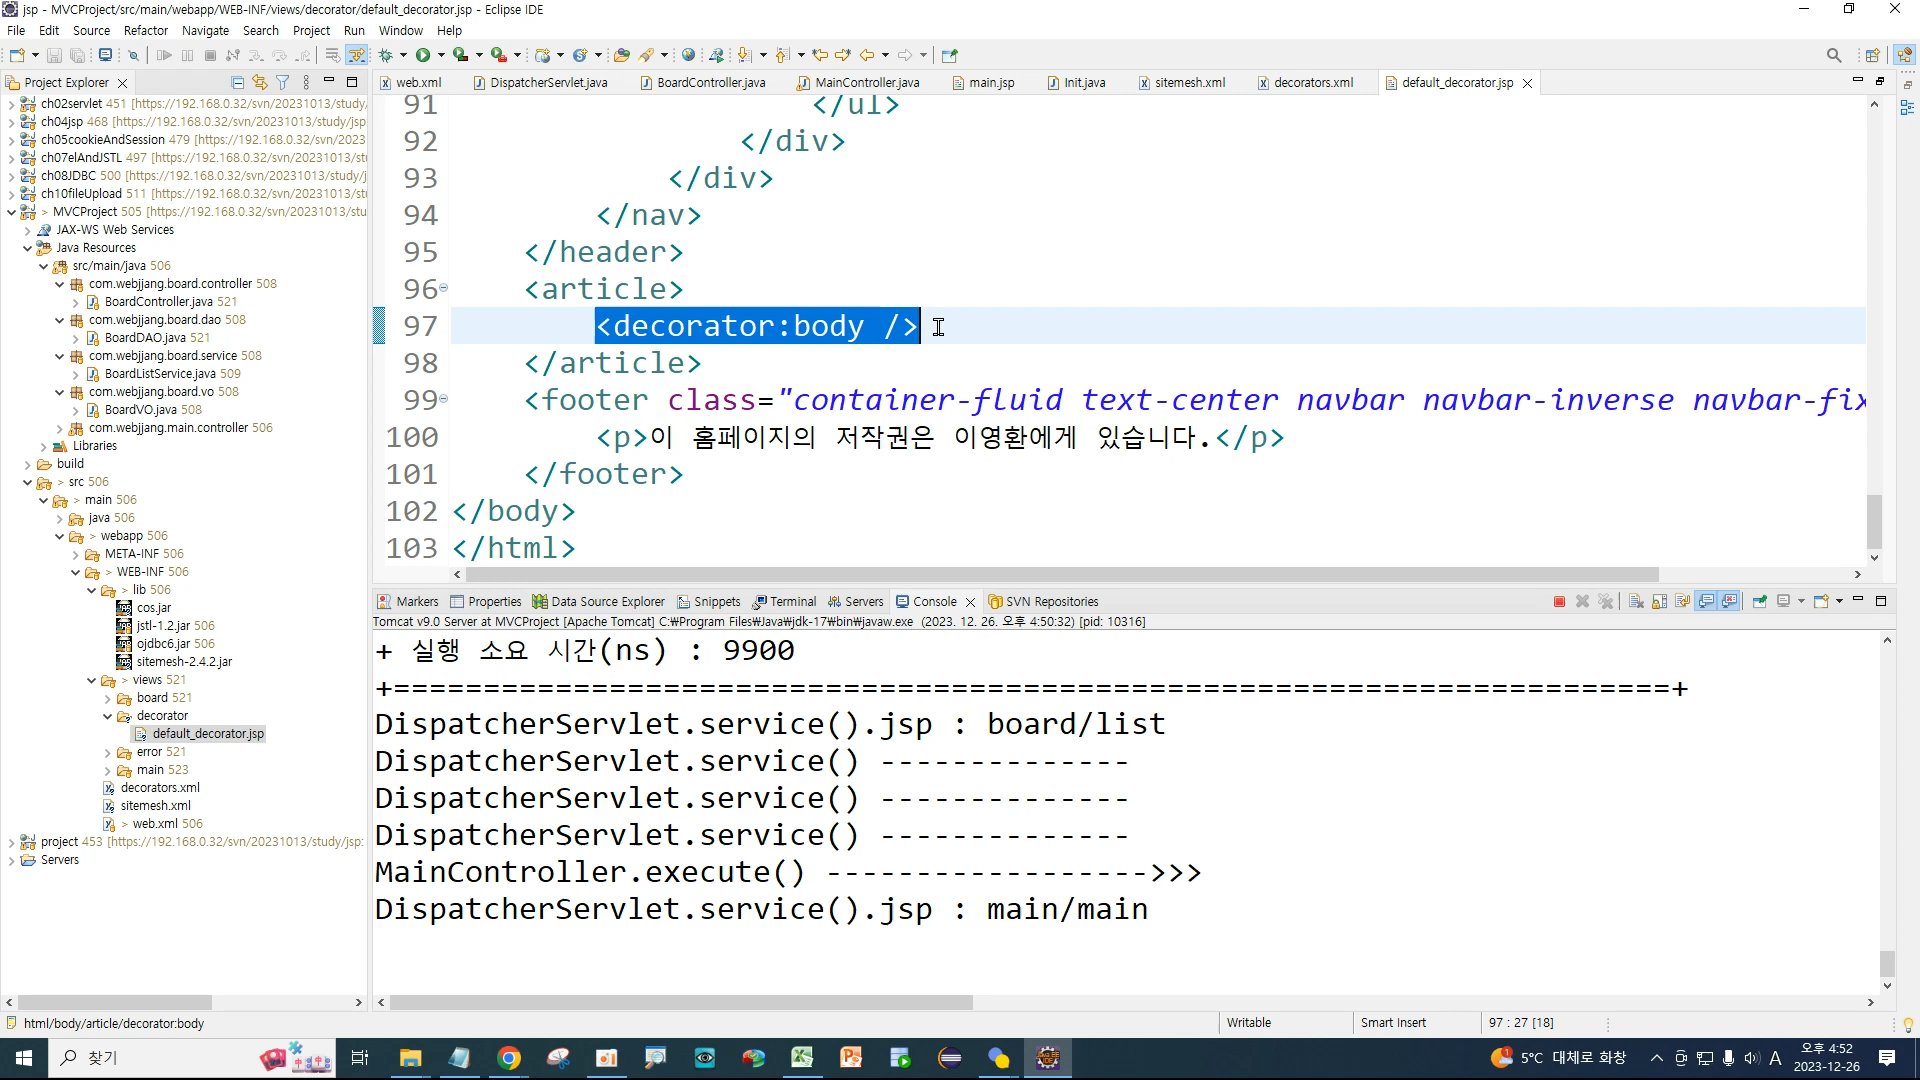 jsp - MVCProject/src/main/webapp/WEB-INF/views/decorator/default_decorator.jsp - Eclipse IDE
File Edit Source Refactor Navigate Search Project Run Window Help
Project Explorer
ch02servlet 451 [https://192.168.0.32/svn/20231013/study/
ch04jsp 468 [https://192.168.0.32/svn/20231013/study/jsp
ch05cookieAndSession 479 [https://192.168.0.32/svn/2023
ch07elAndJSTL 497 [https://192.168.0.32/svn/20231013/st
ch08JDBC 500 [https://192.168.0.32/svn/20231013/study/j
ch10fileUpload 511 [https://192.168.0.32/svn/20231013/st
> MVCProject 505 [https://192.168.0.32/svn/20231013/stu
JAX-WS Web Services
Java Resources
src/main/java 506
com.webjjang.board.controller 508
BoardController.java 521
com.webjjang.board.dao 508
BoardDAO.java 521
com.webjjang.board.service 508
BoardListService.java 509
com.webjjang.board.vo 508
BoardVO.java 508
com.webjjang.main.controller 506
Libraries
build
> src 506
> main 506
> java 506
> webapp 506
META-INF 506
> WEB-INF 506
> lib 506
cos.jar
jstl-1.2.jar 506
ojdbc6.jar 506
sitemesh-2.4.2.jar
> views 521
board 521
decorator
default_decorator.jsp
error 521
main 523
decorators.xml
sitemesh.xml
> web.xml 506
project 453 [https://192.168.0.32/svn/20231013/study/jsp:
Servers
web.xml DispatcherServlet.java BoardController.java MainController.java main.jsp Init.java sitemesh.xml decorators.xml default_decorator.jsp
91 </ul>
92 </div>
93 </div>
94 </nav>
95 </header>
96 <article>
97 <decorator:body />
98 </article>
99 <footer class="container-fluid text-center navbar navbar-inverse navbar-fix
100 <p>이 홈페이지의 저작권은 이영환에게 있습니다.</p>
101 </footer>
102 </body>
103 </html>
Markers Properties Data Source Explorer Snippets Terminal Servers Console SVN Repositories
Tomcat v9.0 Server at MVCProject [Apache Tomcat] C:₩Program Files₩Java₩jdk-17₩bin₩javaw.exe (2023. 12. 26. 오후 4:50:32) [pid: 10316]
+ 실행 소요 시간(ns) : 9900
+=======================================================================+
DispatcherServlet.service().jsp : board/list
DispatcherServlet.service() --------------
DispatcherServlet.service() --------------
DispatcherServlet.service() --------------
MainController.execute() ------------------>>>
DispatcherServlet.service().jsp : main/main
html/body/article/decorator:body Writable Smart Insert 97 : 27 [18]
찾기 5°C 대체로 화창 A 오후 4:52
2023-12-26